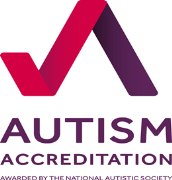 AUTISM
ACCREDITATION
AWARDED BY THE NATIONAL AUTISTIC SOCIETY